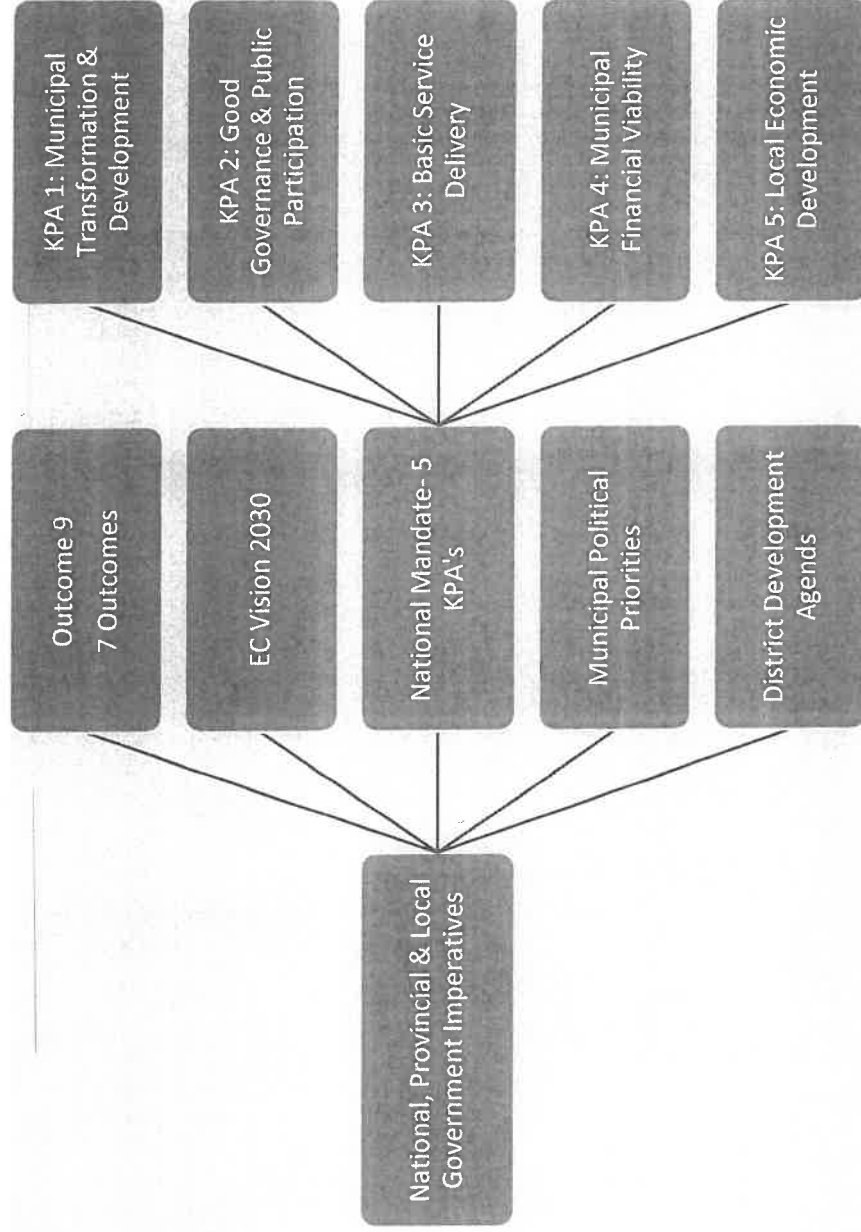 National, Provincial & Local
Government Imperatives
Outcome 9
7 Outcomes
EC Vision 2030
National Mandate- 5
KPA's
Municipal Political
Priorities
District Development
Agends
KPA 1: Municipal
Transformation &
Development
KPA 2: Good
Governance & Public
Participation
KPA 3: Basic Service
Delivery
KPA 4: Municipal
Financial Viability
KPA 5: Local Economic
Development